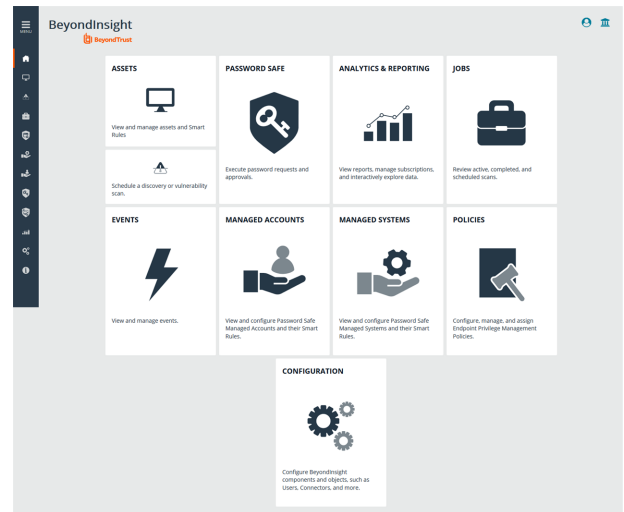 MENU
BeyondInsight
BeyondTrust
ASSETS
View and manage assets and Smart
Rules
Schedule a discovery or vulnerability
scan.
PASSWORD SAFE
Execute password requests and
approvals.
ANALYTICS & REPORTING
View reports, manage subscriptions,
and interactively explore data.
JOBS
Review active, completed, and
scheduled scans.
EVENTS
View and manage events.
MANAGED ACCOUNTS
View and configure Password Safe
Managed Accounts and their Smart
Rules.
MANAGED SYSTEMS
View and configure Password Safe
Managed Systems and their Smart
Rules.
POLICIES
Configure, manage, and assign
Endpoint Privilege Management
Policies.
CONFIGURATION
Configure BeyondInsight
components and objects, such as
Users, Connectors, and more.